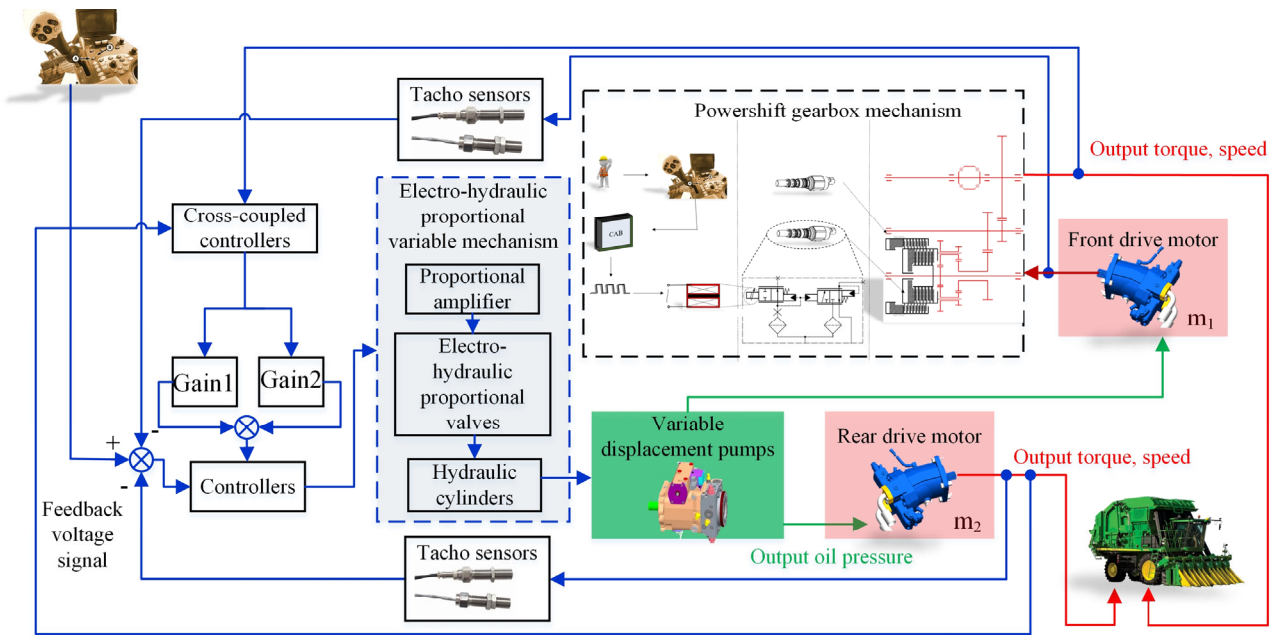 Tacho sensors
Powershift gearbox mechanism
Output torque, speed
Electro-hydraulic
proportional
variable mechanism
Cross-coupled
controllers
CAB
Front drive motor
Proportional
amplifier
m1
Electro-
hydraulic
proportional
valves
Gain1
Gain2
Variable
displacement pumps
Rear drive motor
Output torque, speed
+
-
-
Controllers
Hydraulic
cylinders
m2
Feedback
voltage
signal
Tacho sensors
Output oil pressure